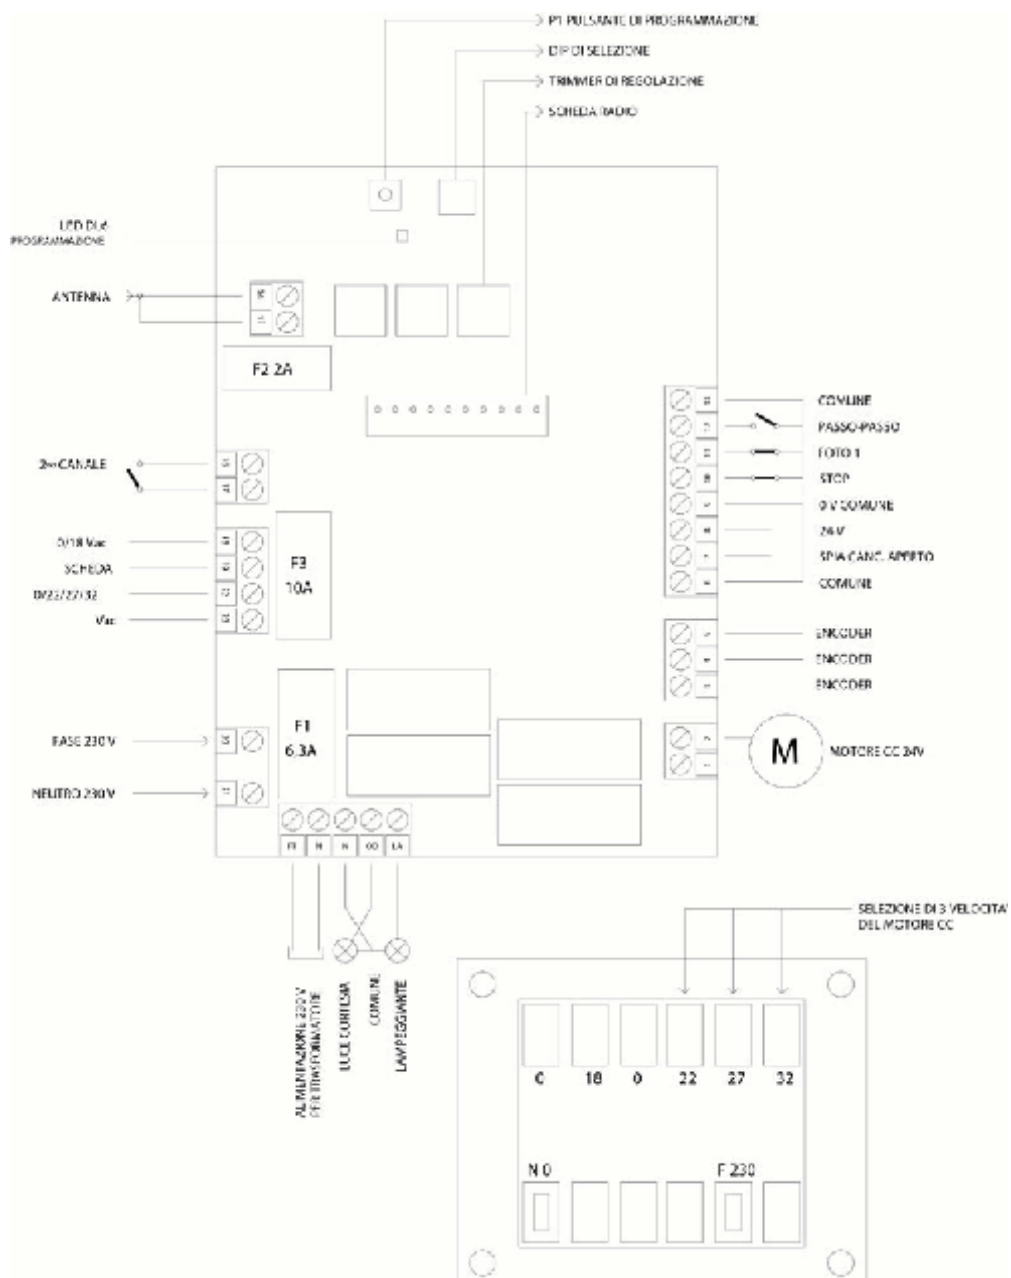 P1 PULSANTE DI PROGRAMMAZIONE
DIP DI SELEZIONE
TRIMMER DI REGOLAZIONE
SCHEDA RADIO
LED DI
PROGRAMMAZIONE
ANTENNA
F2 2A
COMUNE
PASSO-PASSO
FOTO 1
STOP
0 V COMUNE
24 V
SPIA CANC. APERTO
COMUNE
CANALE
0/18 Vac
SCHEDA
0/22/27/32
Vac
F3
10A
ENCODER
ENCODER
ENCODER
F1
6,3A
FASE 230 V
NEUTRO 230 V
M
MOTORE CC 24V
N
N
CO
LA
ALIMENTAZIONE 230 V
PER TRASFORMATORE
LUCE CORTESIA
COMUNE
LAMPEGGIANTE
SELEZIONE DI 3 VELOCITA'
DEL MOTORE CC
0 18 0 22 27 32
N 0 F 230